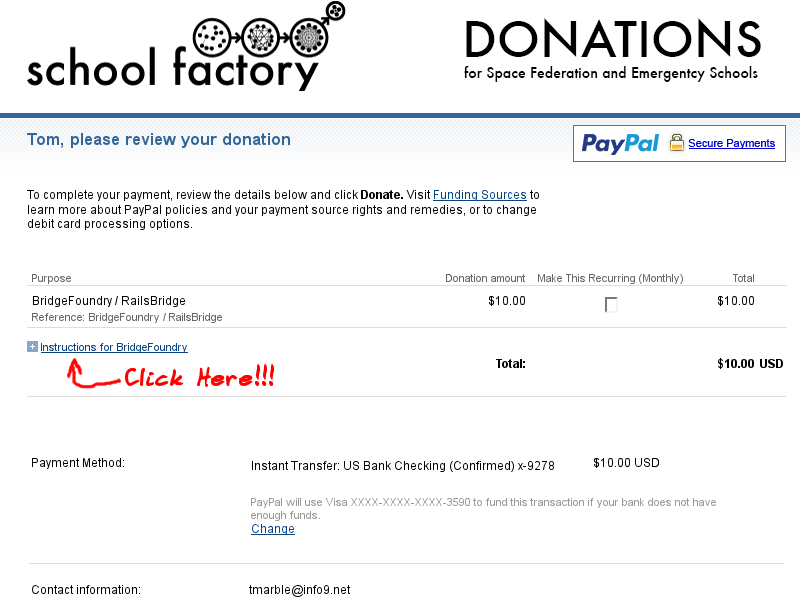 school factory
DONATIONS
for Space Federation and Emergentcy Schools
Tom, please review your donation
PayPal Secure Payments
To complete your payment, review the details below and click Donate. Visit Funding Sources to
learn more about PayPal policies and your payment source rights and remedies, or to change
debit card processing options.
Purpose Donation amount Make This Recurring (Monthly) Total
BridgeFoundry / RailsBridge $10.00 $10.00
Reference: BridgeFoundry / RailsBridge
Instructions for BridgeFoundry
Total: $10.00 USD
Click Here!!!
Payment Method: Instant Transfer: US Bank Checking (Confirmed) x-9278 $10.00 USD
PayPal will use Visa XXXX-XXXX-XXXX-3590 to fund this transaction if your bank does not have
enough funds.
Change
Contact information: tmarble@info9.net